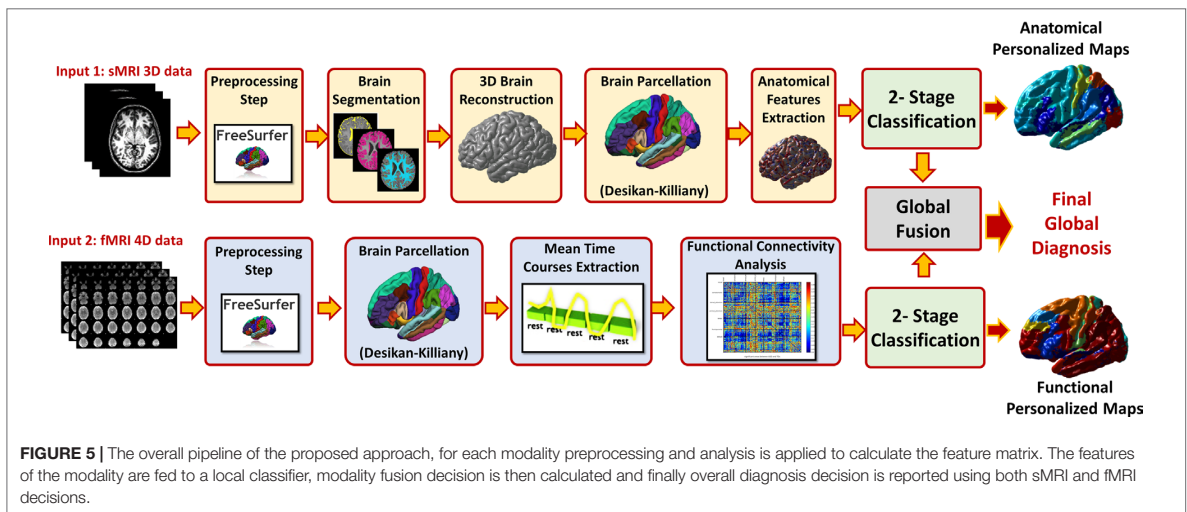 Anatomical
Personalized Maps
Input 1: sMRI 3D data
Preprocessing
Step
FreeSurfer
Brain
Segmentation
3D Brain
Reconstruction
Brain Parcellation
(Desikan-Killiany)
Anatomical
Features
Extraction
2- Stage
Classification
Global
Fusion
Final
Global
Diagnosis
Input 2: fMRI 4D data
Preprocessing
Step
FreeSurfer
Brain Parcellation
(Desikan-Killiany)
Mean Time
Courses Extraction
rest
rest
rest
rest
rest
Functional Connectivity
Analysis
2- Stage
Classification
Functional
Personalized Maps
FIGURE 5 | The overall pipeline of the proposed approach, for each modality preprocessing and analysis is applied to calculate the feature matrix. The features
of the modality are fed to a local classifier, modality fusion decision is then calculated and finally overall diagnosis decision is reported using both sMRI and fMRI
decisions.